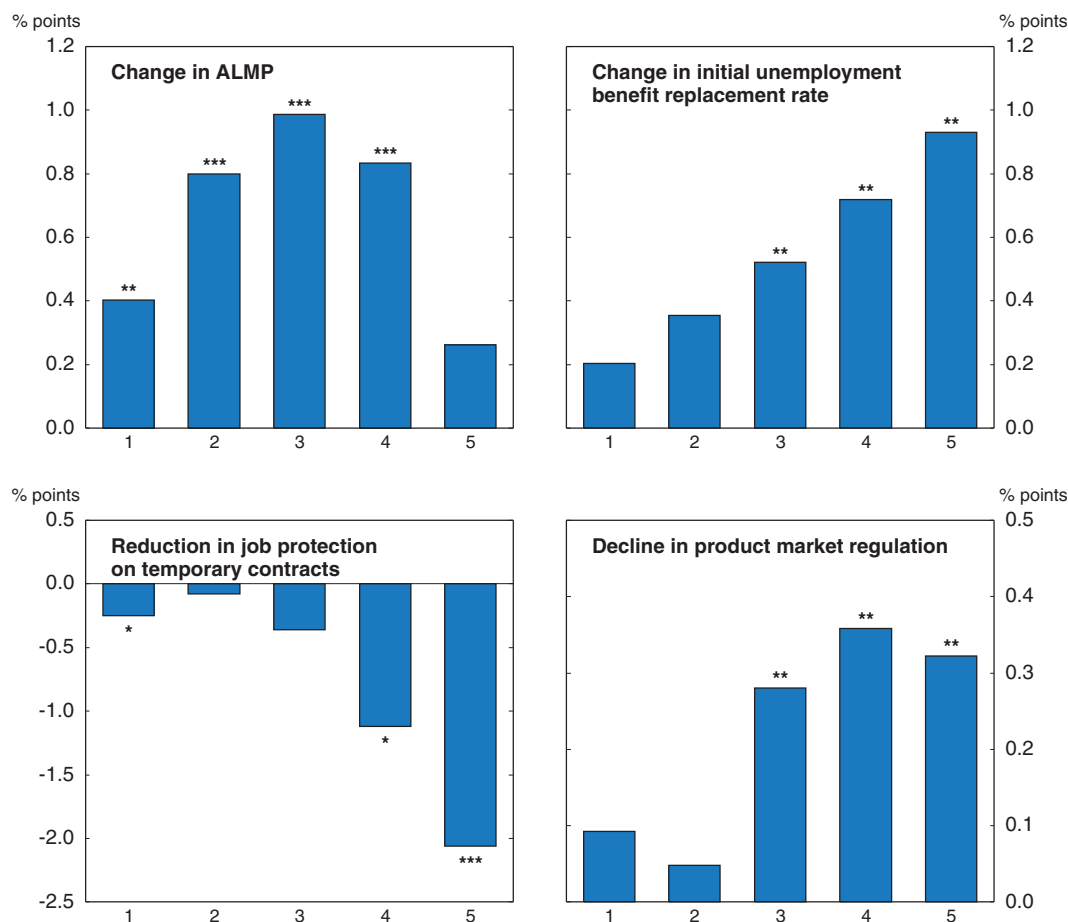 % points
% points
1.2
1.0
0.8
0.6
0.4
0.2
0.0
Change in ALMP
**
***
***
***
1 2 3 4 5
Change in initial unemployment
benefit replacement rate
**
**
**
1.2
1.0
0.8
0.6
0.4
0.2
0.0
1 2 3 4 5
% points
% points
0.5
0.0
-0.5
-1.0
-1.5
-2.0
-2.5
Reduction in job protection
on temporary contracts
*
*
***
1 2 3 4 5
Decline in product market regulation
**
**
**
0.5
0.4
0.3
0.2
0.1
0.0
1 2 3 4 5